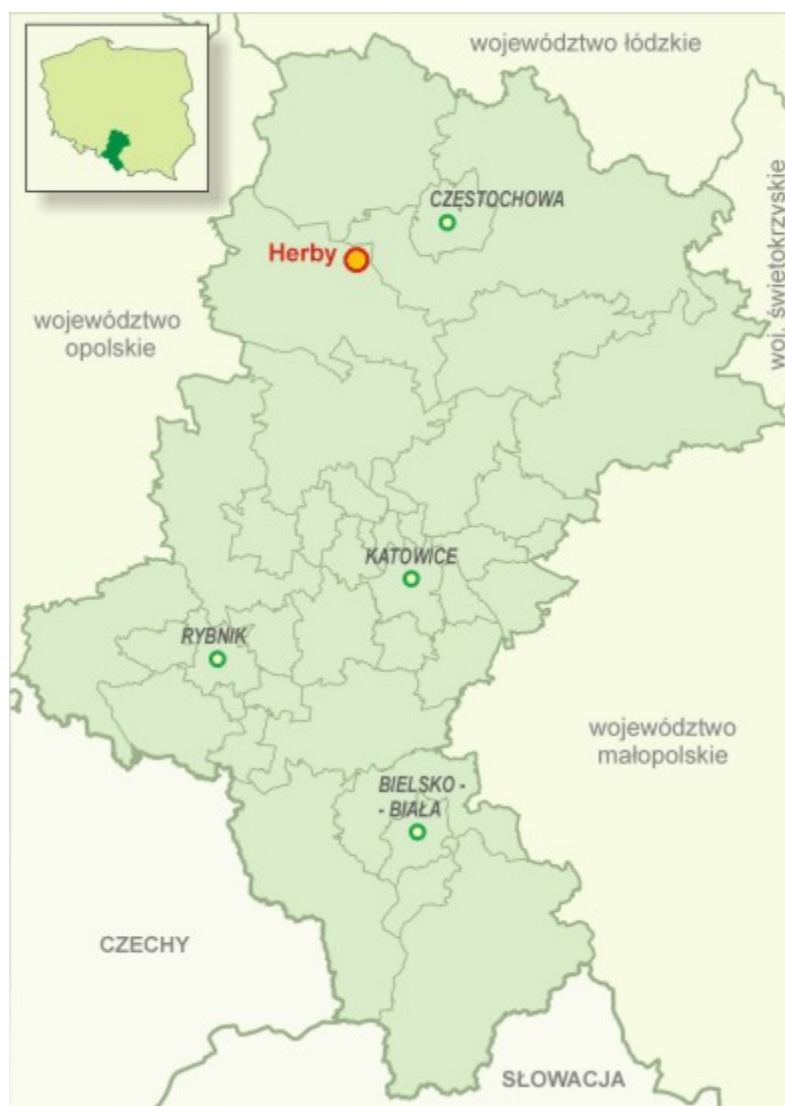 województwo łódzkie
woj. świętokrzyskie
CZĘSTOCHOWA
Herby
województwo
opolskie
KATOWICE
RYBNIK
województwo
małopolskie
BIELSKO -
- BIAŁA
CZECHY
SŁOWACJA